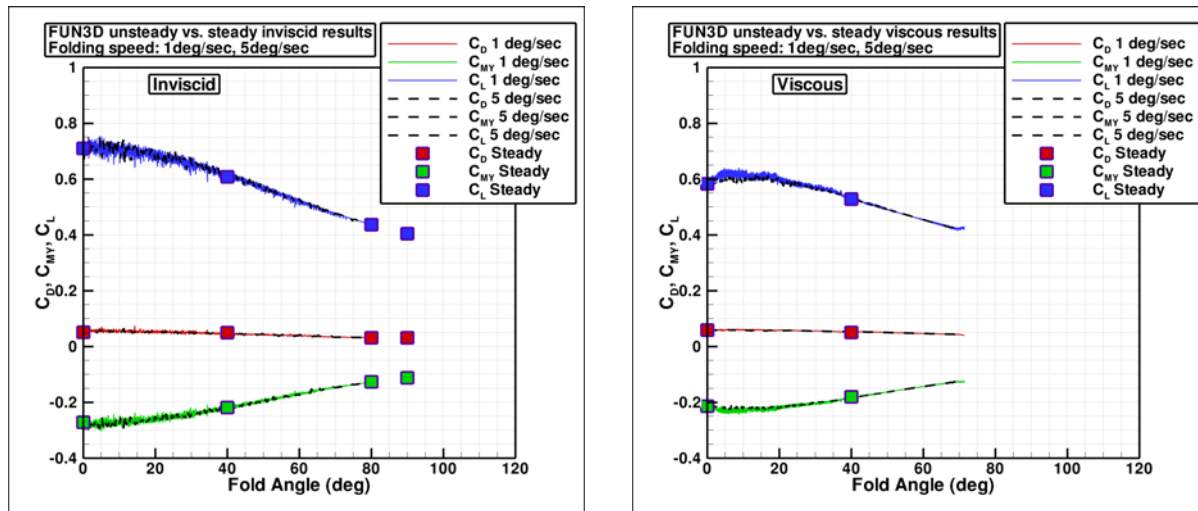 FUN3D unsteady vs. steady inviscid results
Folding speed: 1deg/sec, 5deg/sec
Inviscid
C_D 1 deg/sec
C_MY 1 deg/sec
C_L 1 deg/sec
C_D 5 deg/sec
C_MY 5 deg/sec
C_L 5 deg/sec
C_D Steady
C_MY Steady
C_L Steady
C_D, C_MY, C_L
1
0.8
0.6
0.4
0.2
0
-0.2
-0.4
0 20 40 60 80 100 120
Fold Angle (deg)
FUN3D unsteady vs. steady viscous results
Folding speed: 1deg/sec, 5deg/sec
Viscous
C_D 1 deg/sec
C_MY 1 deg/sec
C_L 1 deg/sec
C_D 5 deg/sec
C_MY 5 deg/sec
C_L 5 deg/sec
C_D Steady
C_MY Steady
C_L Steady
C_D, C_MY, C_L
1
0.8
0.6
0.4
0.2
0
-0.2
-0.4
0 20 40 60 80 100 120
Fold Angle (deg)